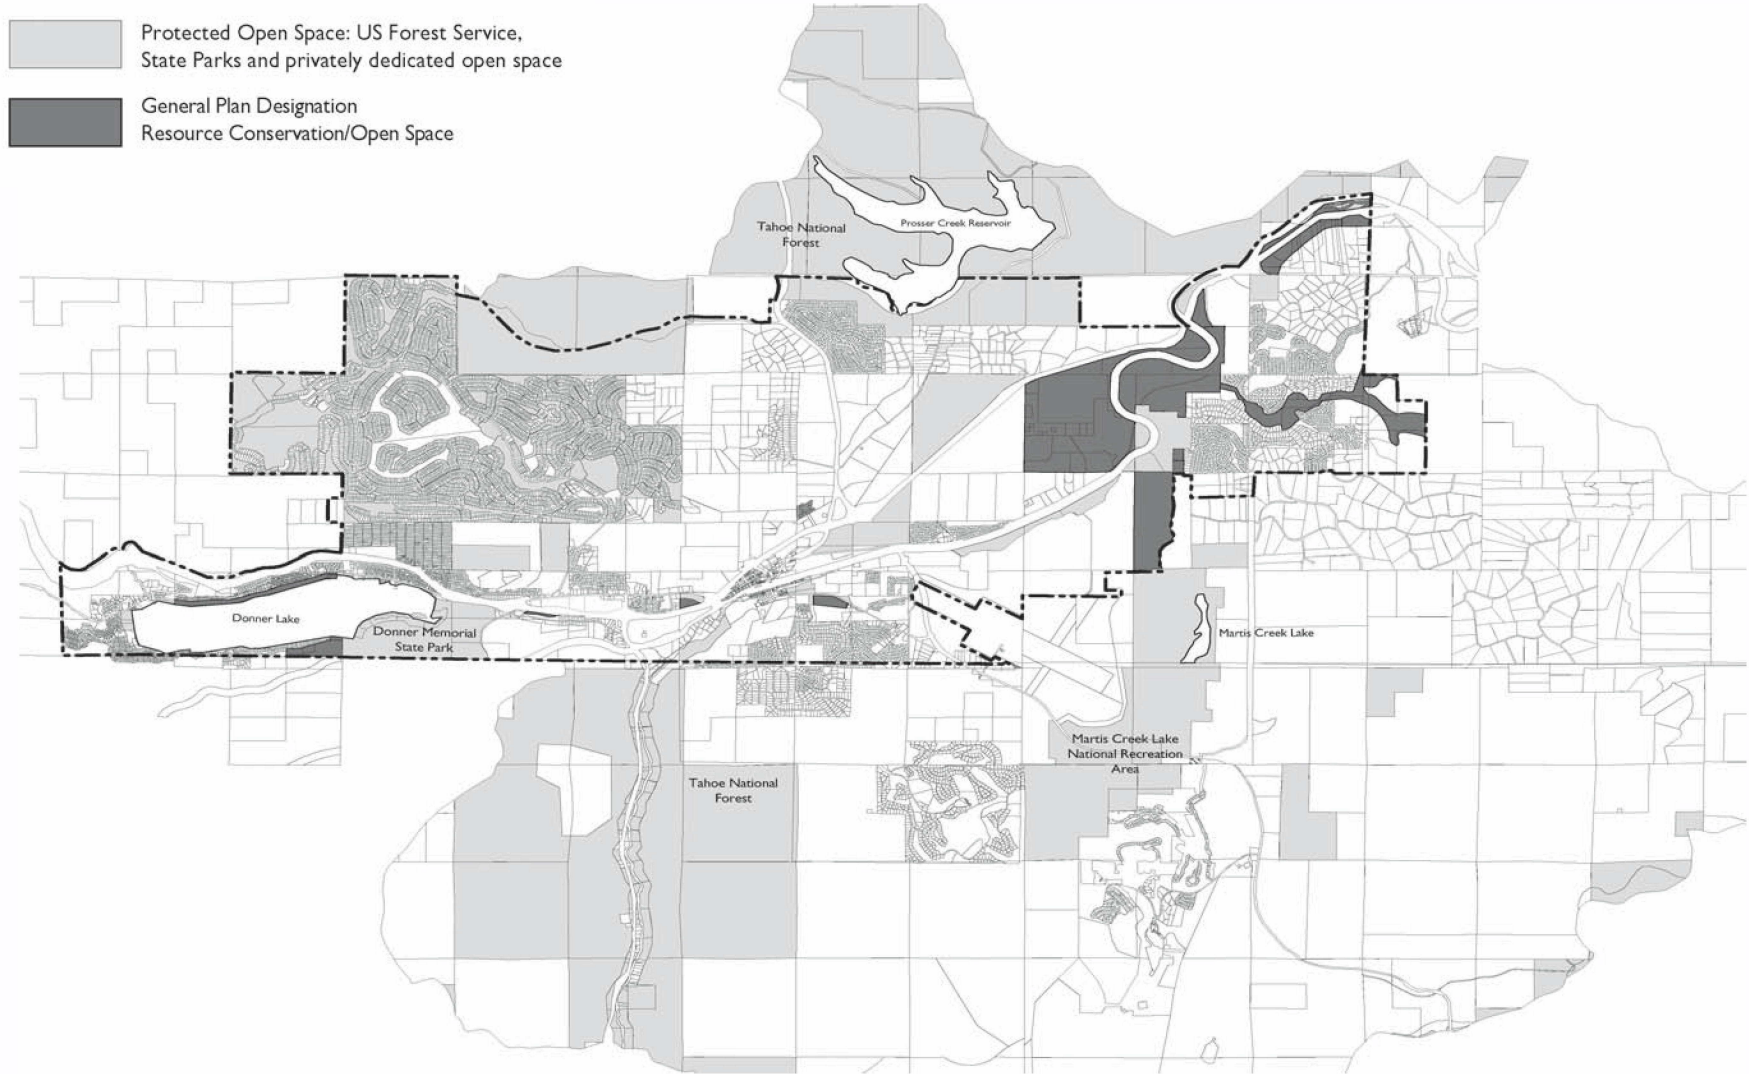 Protected Open Space: US Forest Service,
State Parks and privately dedicated open space
General Plan Designation
Resource Conservation/Open Space
Tahoe National
Forest
Prosser Creek Reservoir
Donner Lake
Donner Memorial
State Park
Martis Creek Lake
Martis Creek Lake
National Recreation
Area
Tahoe National
Forest